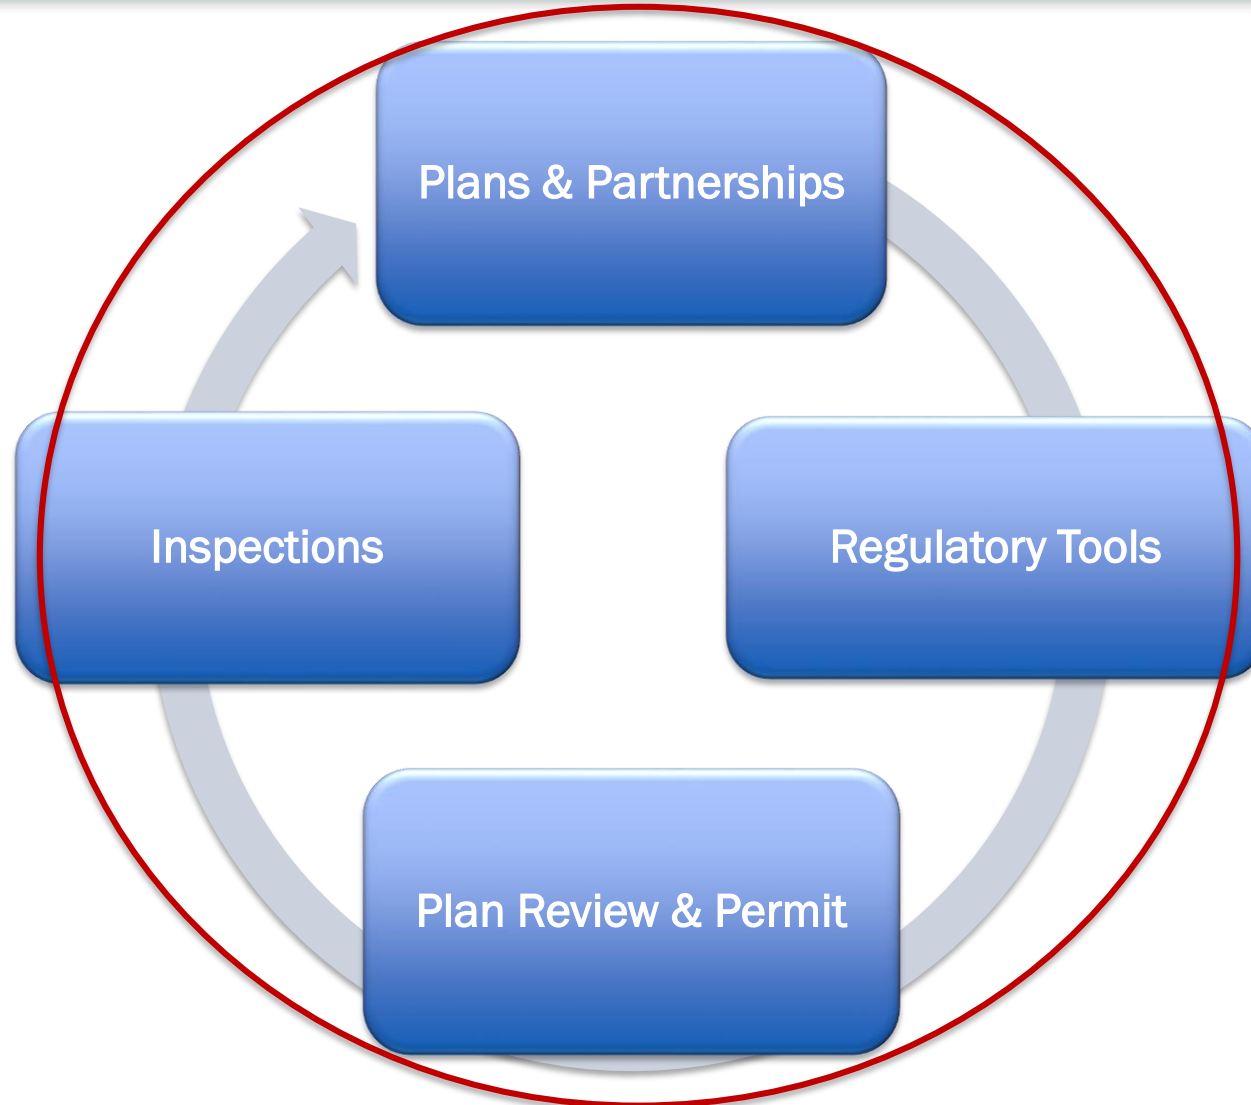 Plans & Partnerships
Inspections
Regulatory Tools
Plan Review & Permit